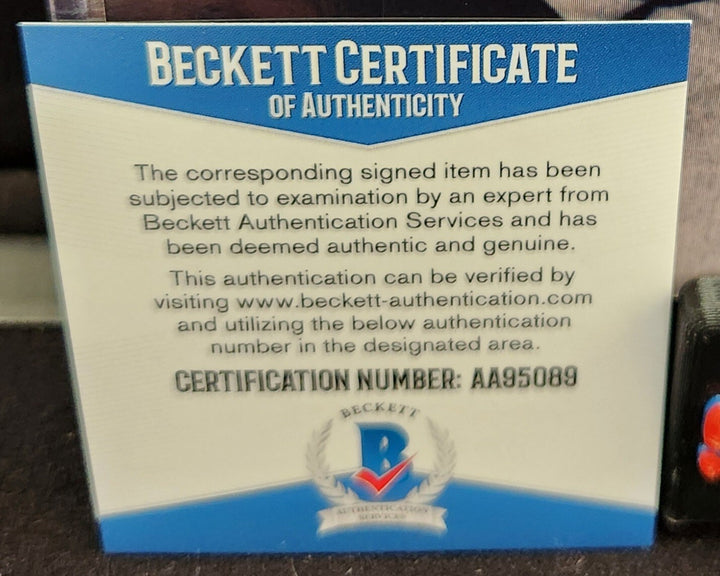 BECKETT CERTIFICATE
OF AUTHENTICITY
The corresponding signed item has been
subjected to examination by an expert from
Beckett Authentication Services and has
been deemed authentic and genuine.
This authentication can be verified by
visiting www.beckett-authentication.com
and utilizing the below authentication
number in the designated area.
CERTIFICATION NUMBER: AA95089
BECKETT
B
AUTHENTICATION
SERVICES